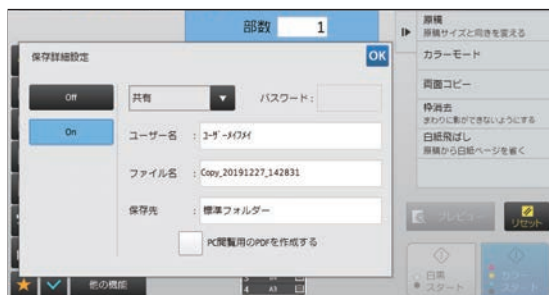 部数 1
保存詳細設定
OK
Off
On
共有
パスワード:
ユーザー名 : ユーザーメイフメイ
ファイル名 : Copy_20191227_142831
保存先 : 標準フォルダー
PC閲覧用のPDFを作成する
原稿
原稿サイズと向きを変える
カラーモード
両面コピー
枠消去
まわりに影ができないようにする
白紙飛ばし
原稿から白紙ページを省く
プレビュー
リセット
白黒
スタート
カラー
スタート
他の機能
4 A3